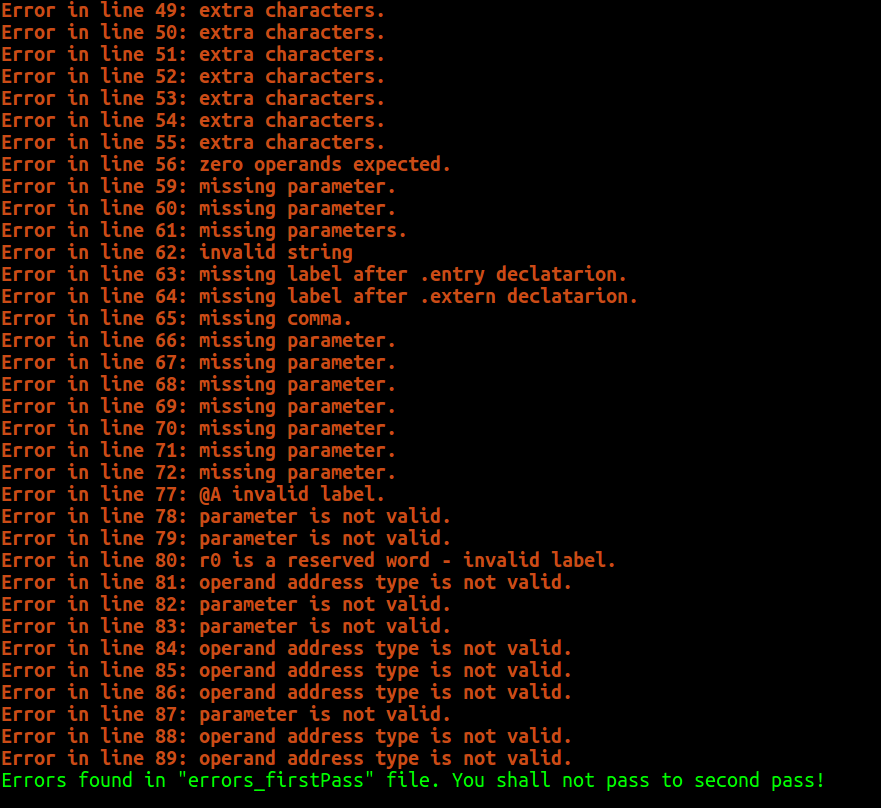 Error in line 49: extra characters.
Error in line 50: extra characters.
Error in line 51: extra characters.
Error in line 52: extra characters.
Error in line 53: extra characters.
Error in line 54: extra characters.
Error in line 55: extra characters.
Error in line 56: zero operands expected.
Error in line 59: missing parameter.
Error in line 60: missing parameter.
Error in line 61: missing parameters.
Error in line 62: invalid string
Error in line 63: missing label after .entry declatarion.
Error in line 64: missing label after .extern declatarion.
Error in line 65: missing comma.
Error in line 66: missing parameter.
Error in line 67: missing parameter.
Error in line 68: missing parameter.
Error in line 69: missing parameter.
Error in line 70: missing parameter.
Error in line 71: missing parameter.
Error in line 72: missing parameter.
Error in line 77: @A invalid label.
Error in line 78: parameter is not valid.
Error in line 79: parameter is not valid.
Error in line 80: r0 is a reserved word - invalid label.
Error in line 81: operand address type is not valid.
Error in line 82: parameter is not valid.
Error in line 83: parameter is not valid.
Error in line 84: operand address type is not valid.
Error in line 85: operand address type is not valid.
Error in line 86: operand address type is not valid.
Error in line 87: parameter is not valid.
Error in line 88: operand address type is not valid.
Error in line 89: operand address type is not valid.
Errors found in "errors_firstPass" file. You shall not pass to second pass!